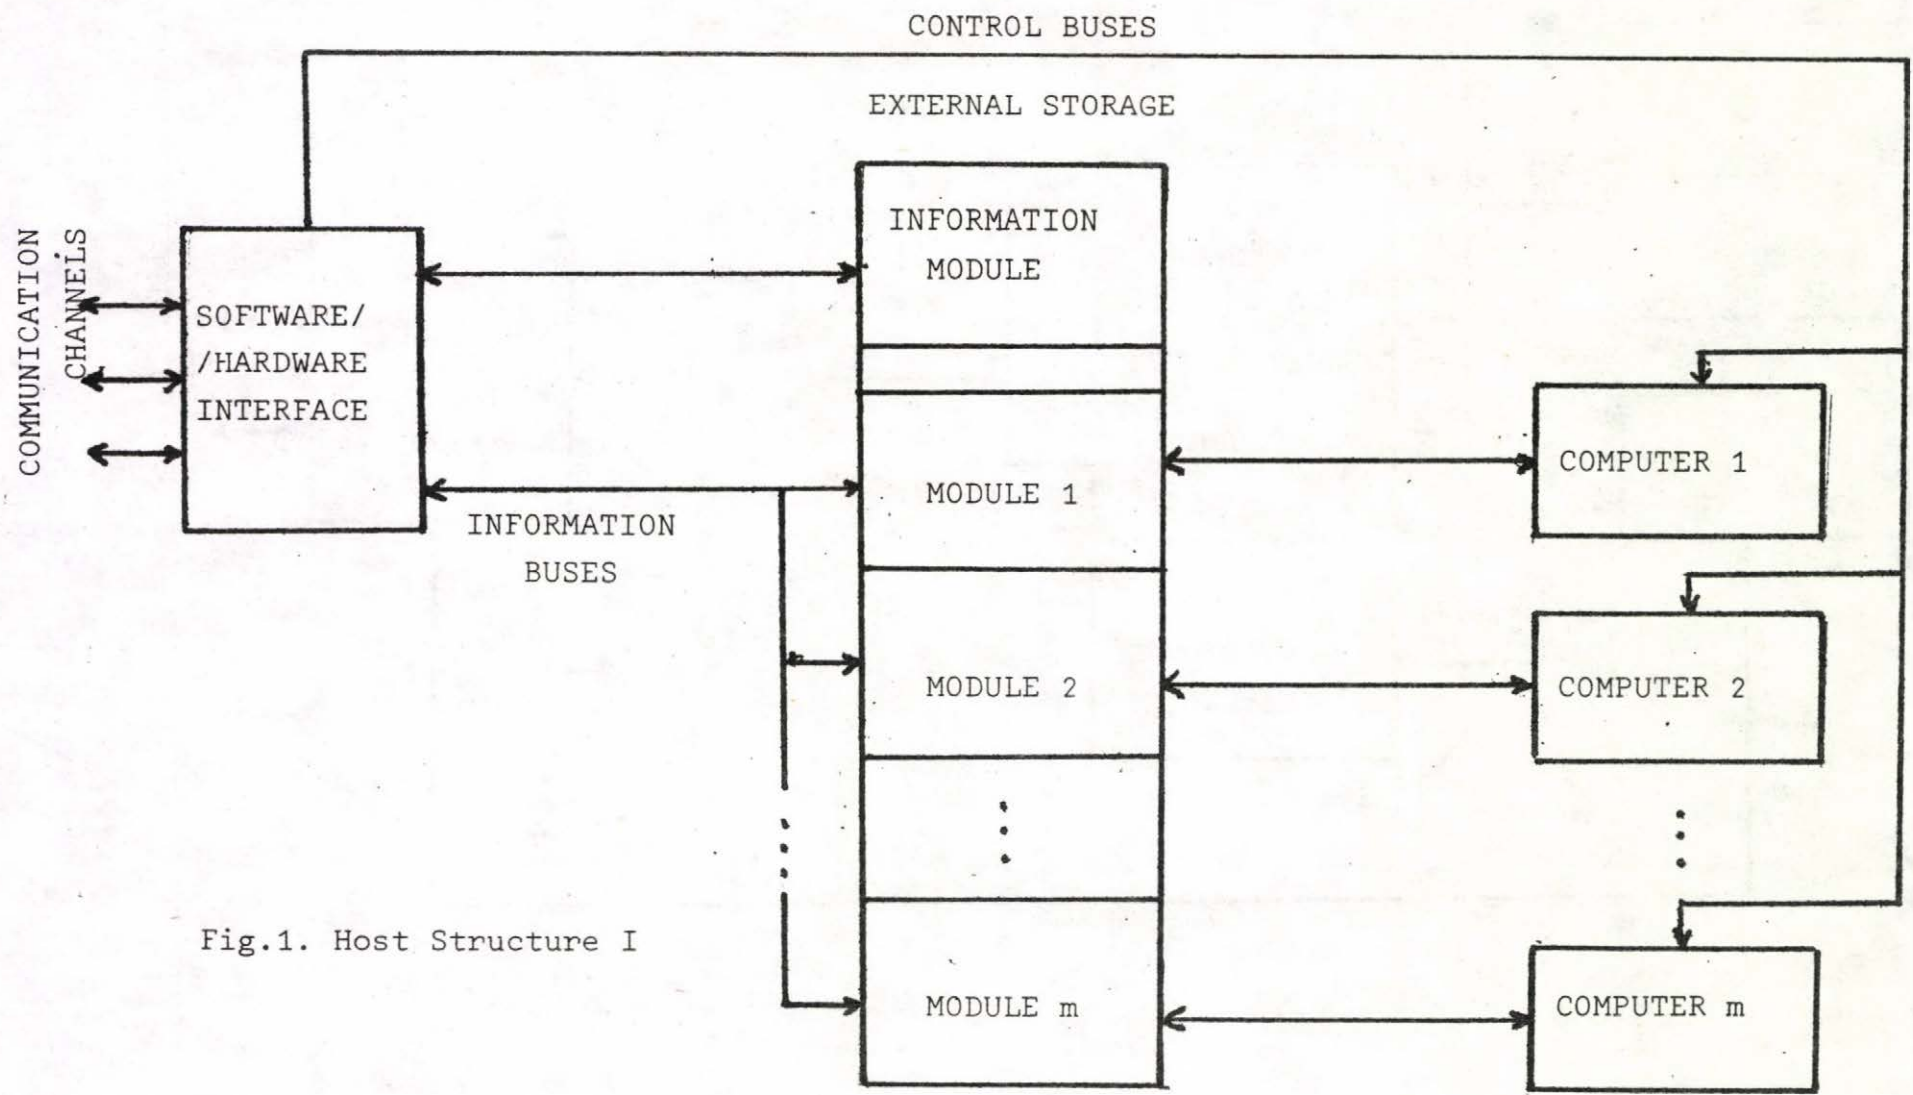 CONTROL BUSES
EXTERNAL STORAGE
COMMUNICATION
CHANNELS
SOFTWARE/
/HARDWARE
INTERFACE
INFORMATION
BUSES
INFORMATION
MODULE
MODULE 1
MODULE 2
MODULE m
COMPUTER 1
COMPUTER 2
COMPUTER m
Fig.1. Host Structure I